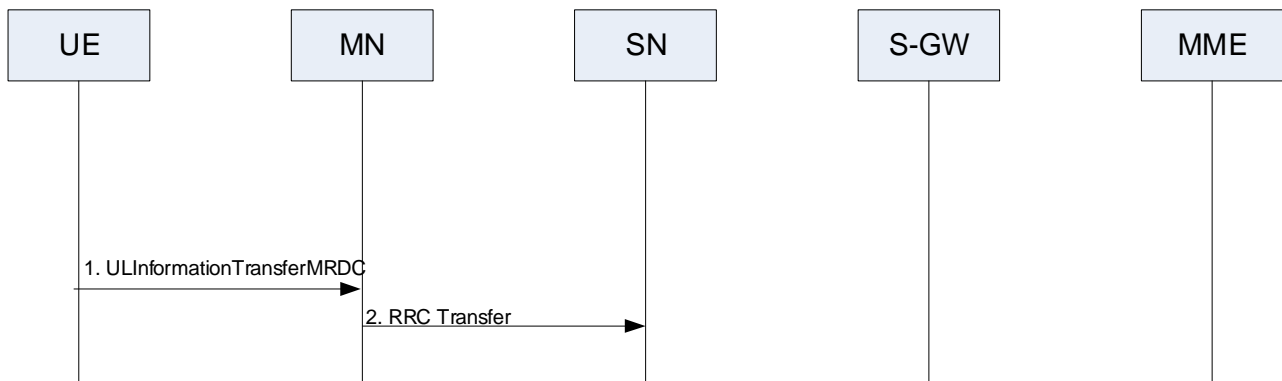 UE
MN
SN
S-GW
MME
1. ULInformationTransferMRDC
2. RRC Transfer